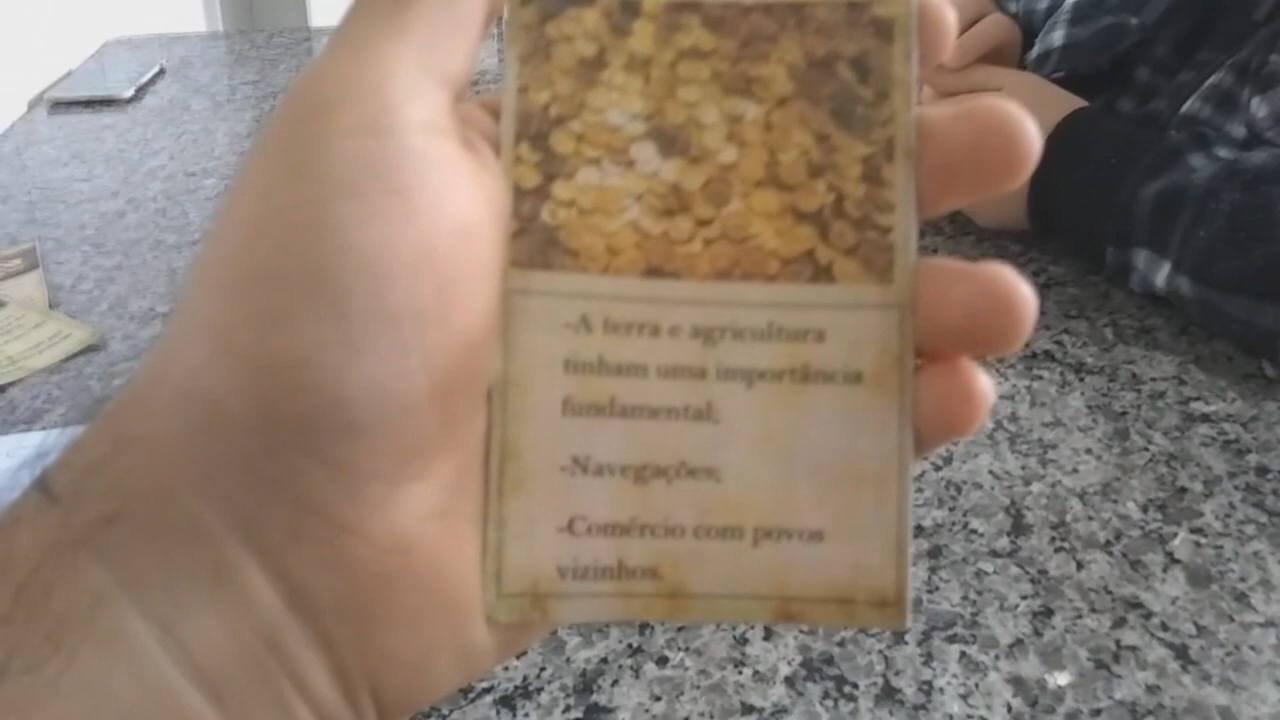 -A terra e agricultura
tinham uma importância
fundamental;
-Navegações;
-Comércio com povos
vizinhos.